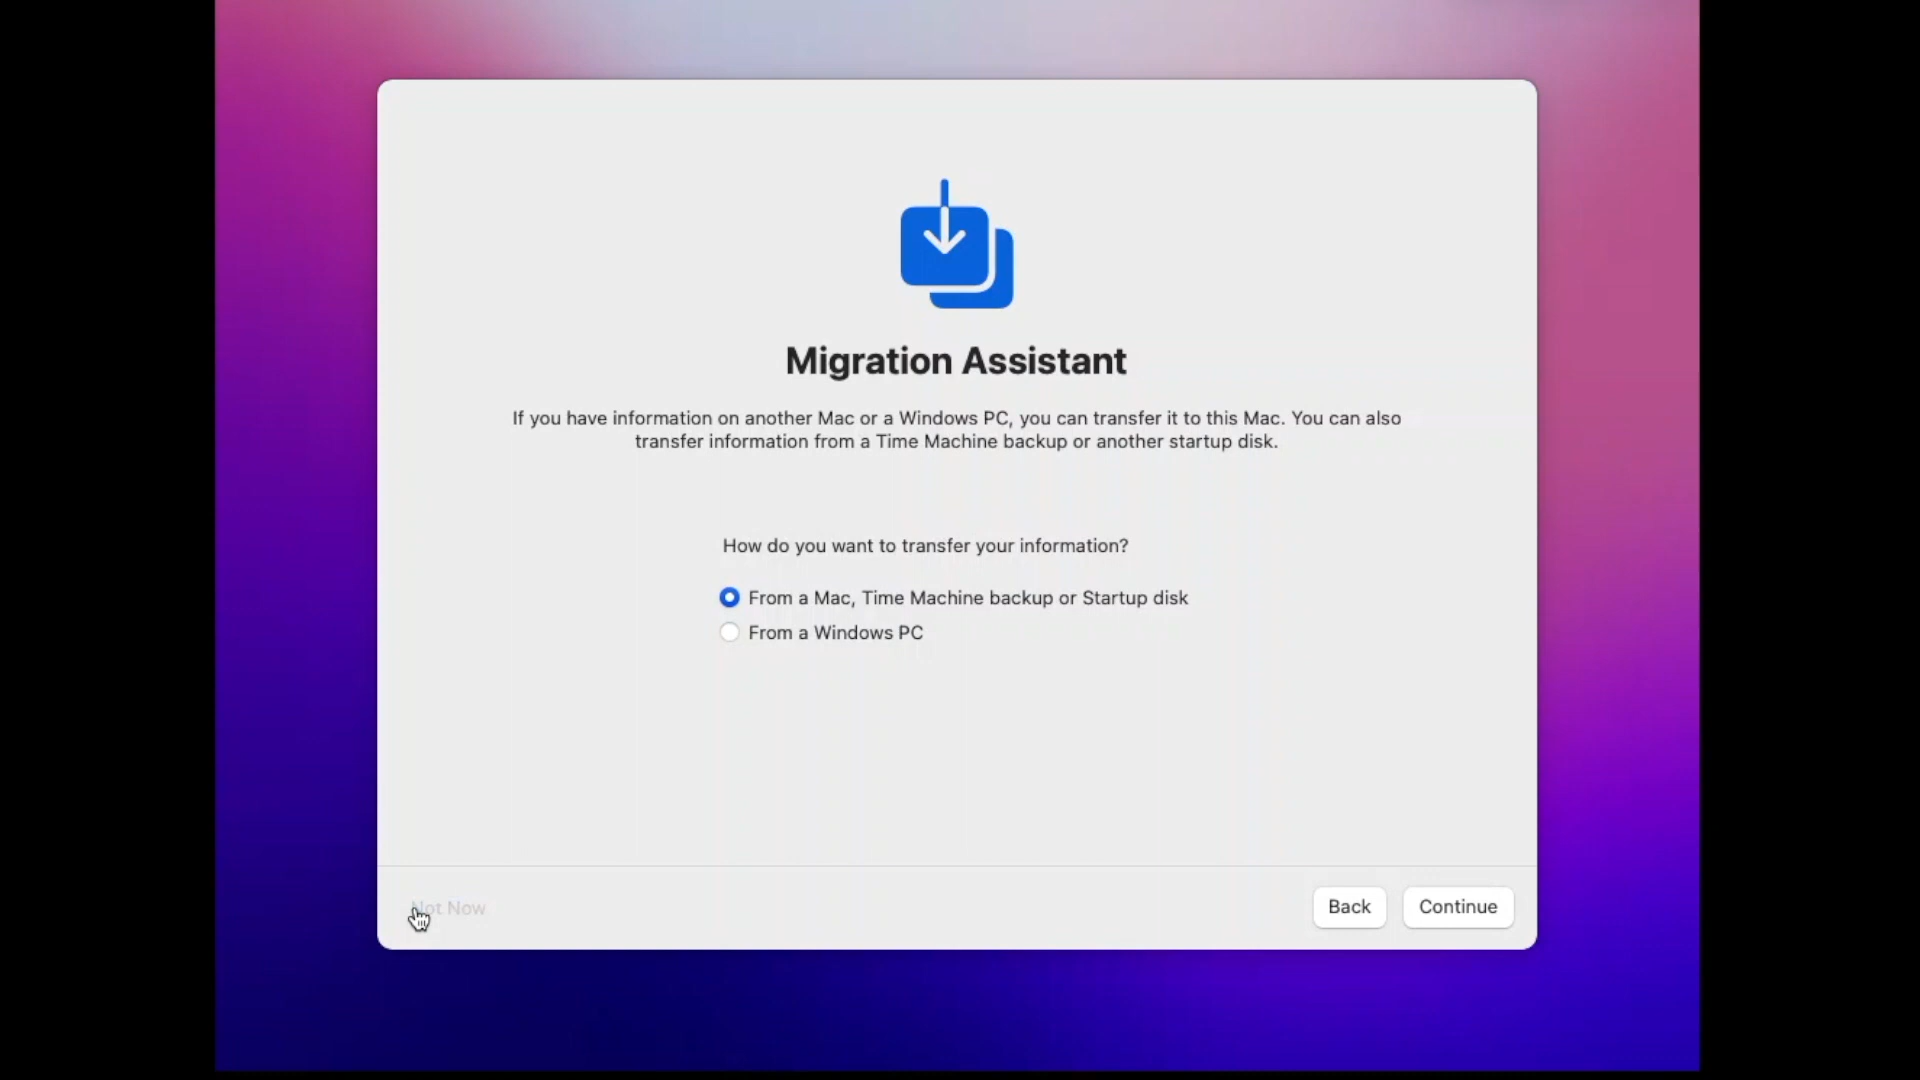 Migration Assistant
If you have information on another Mac or a Windows PC, you can transfer it to this Mac. You can also
transfer information from a Time Machine backup or another startup disk.
How do you want to transfer your information?
From a Mac, Time Machine backup or Startup disk
From a Windows PC
Not Now
Back
Continue